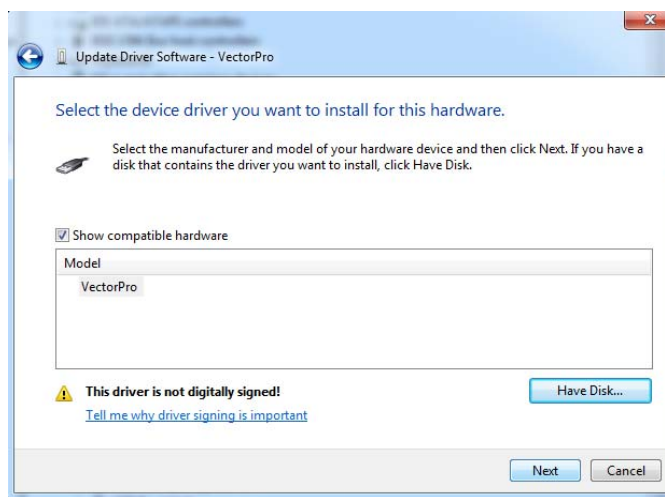 Update Driver Software - VectorPro
Select the device driver you want to install for this hardware.
Select the manufacturer and model of your hardware device and then click Next. If you have a
disk that contains the driver you want to install, click Have Disk.
Show compatible hardware
Model
VectorPro
This driver is not digitally signed!
Have Disk...
Tell me why driver signing is important
Next
Cancel